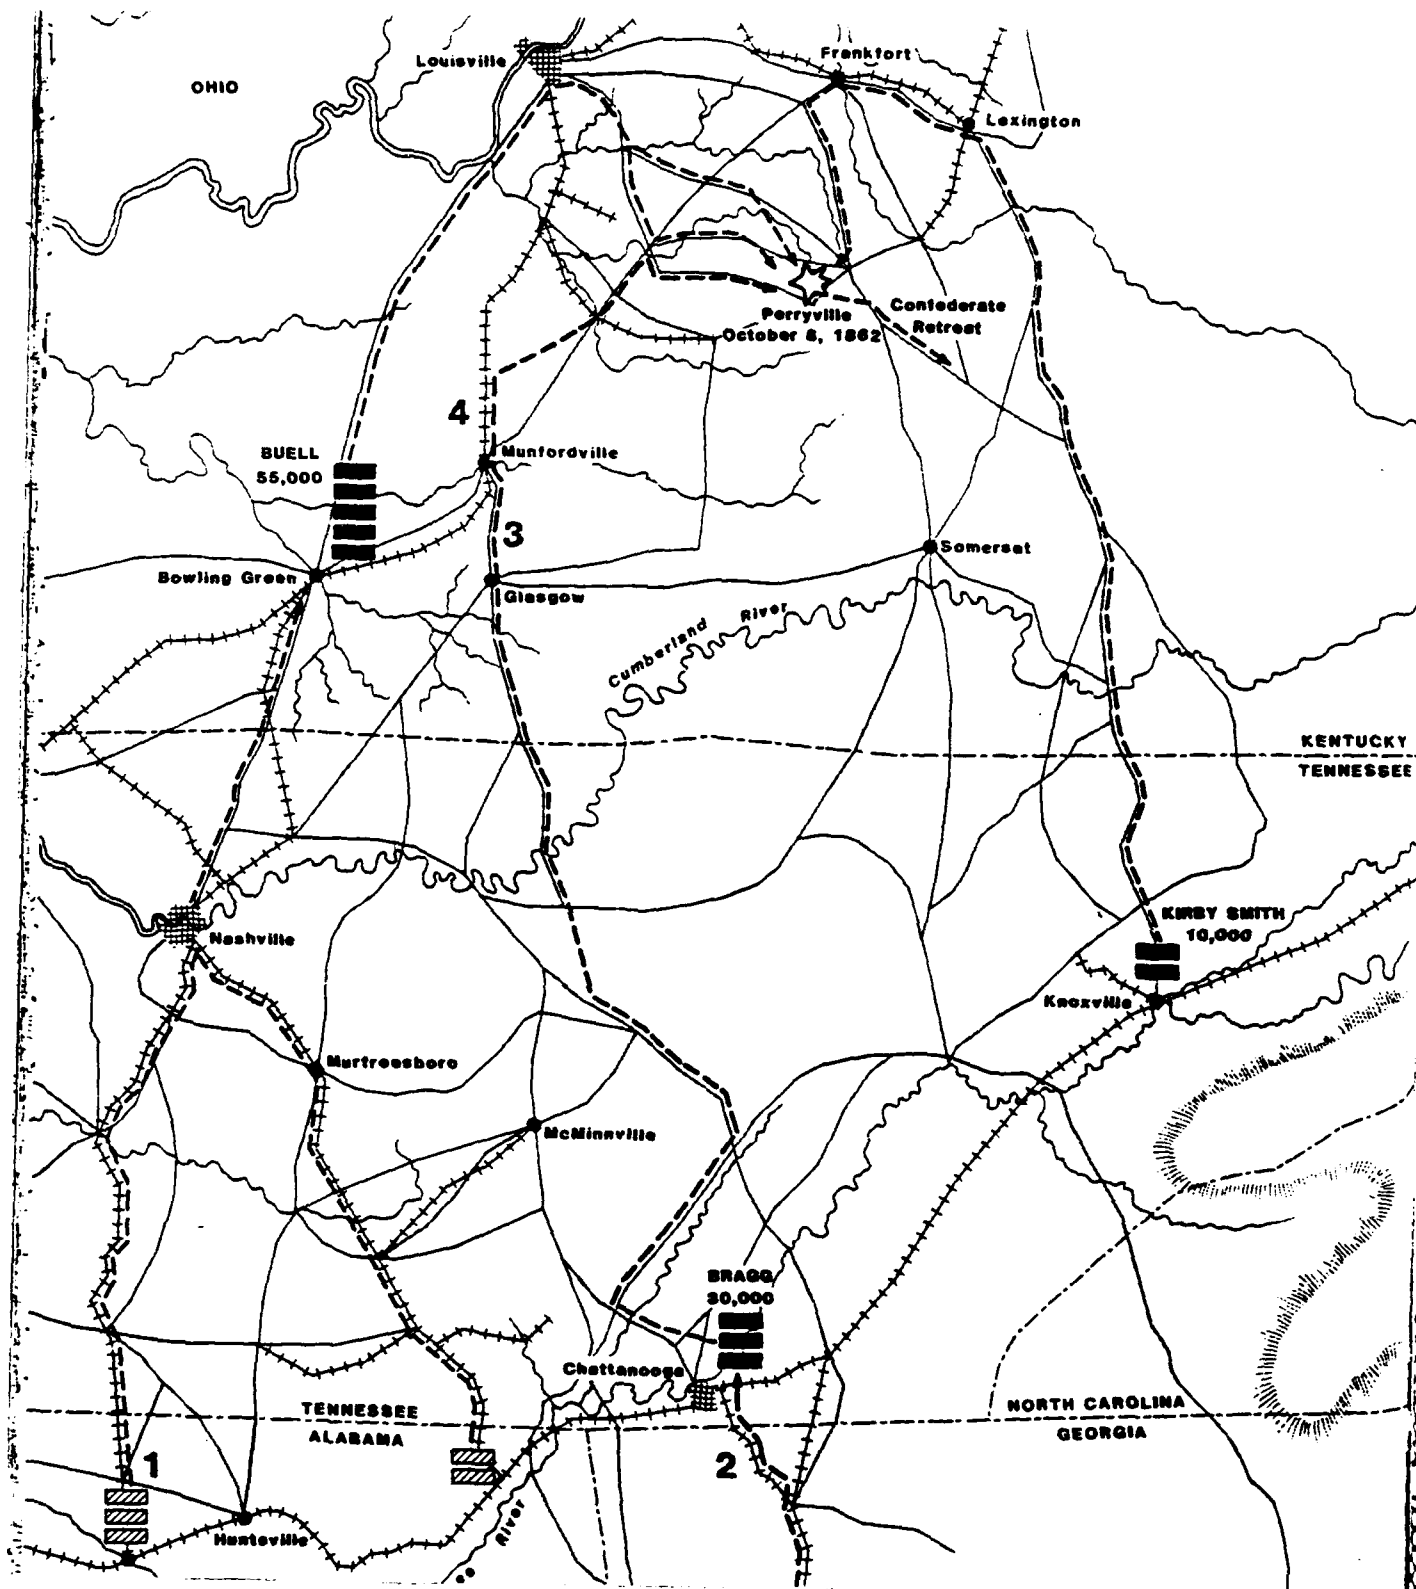 Louisville
Frankfort
OHIO
Lexington
Perryville
October 8, 1862
Confederate
Retreat
4
BUELL
55,000
Munfordville
3
Somerset
Bowling Green
Glasgow
Cumberland River
KENTUCKY
TENNESSEE
KIRBY SMITH
10,000
Nashville
Knoxville
Murfreesboro
McMinnville
BRAGG
30,000
Chattanooga
TENNESSEE
ALABAMA
NORTH CAROLINA
GEORGIA
1
2
Huntsville
River